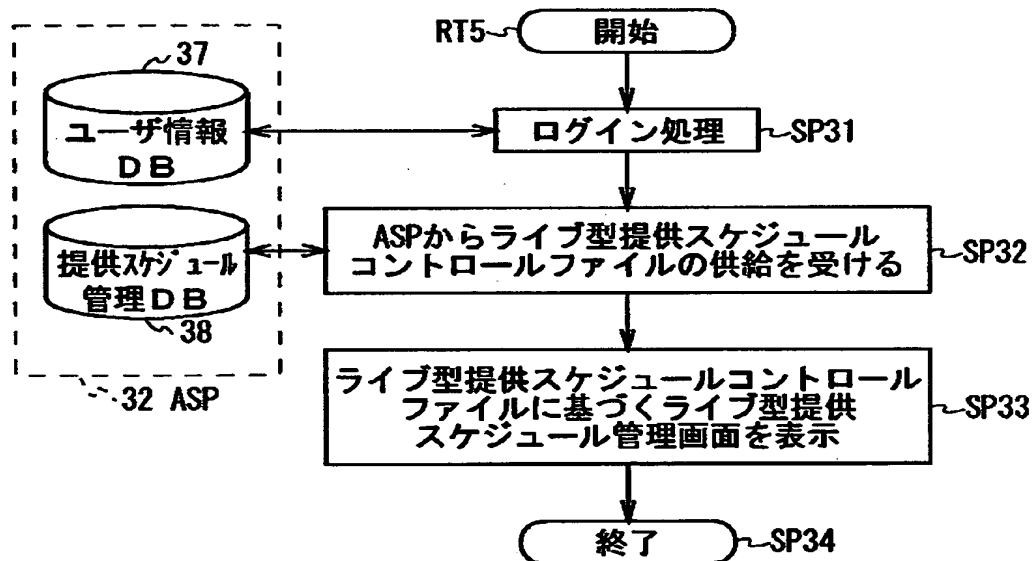 RT5
開始
37
ユーザ情報
ＤＢ
ログイン処理
SP31
提供ｽｹｼﾞｭｰﾙ
管理ＤＢ
38
ASPからライブ型提供スケジュール
コントロールファイルの供給を受ける
SP32
32 ASP
ライブ型提供スケジュールコントロール
ファイルに基づくライブ型提供
スケジュール管理画面を表示
SP33
終了
SP34